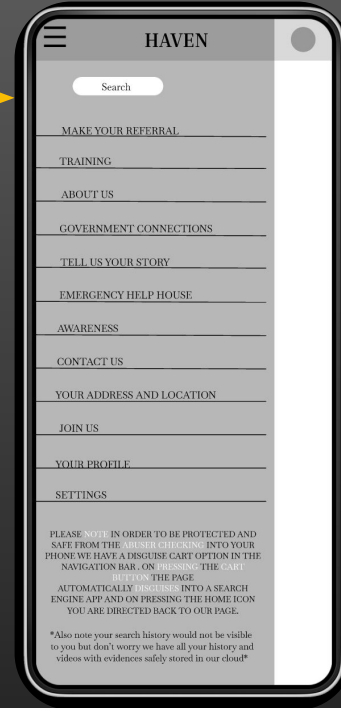 HAVEN
Search
MAKE YOUR REFERRAL
TRAINING
ABOUT US
GOVERNMENT CONNECTIONS
TELL US YOUR STORY
EMERGENCY HELP HOUSE
AWARENESS
CONTACT US
YOUR ADDRESS AND LOCATION
JOIN US
YOUR PROFILE
SETTINGS
PLEASE NOTE IN ORDER TO BE PROTECTED AND
SAFE FROM THE ABUSER CHECKING INTO YOUR
PHONE WE HAVE A DISGUISE CART OPTION IN THE
NAVIGATION BAR . ON PRESSING THE CART
BUTTON THE PAGE
AUTOMATICALLY DISGUISES INTO A SEARCH
ENGINE APP AND ON PRESSING THE HOME ICON
YOU ARE DIRECTED BACK TO OUR PAGE.
*Also note your search history would not be visible
to you but don't worry we have all your history and
videos with evidences safely stored in our cloud*